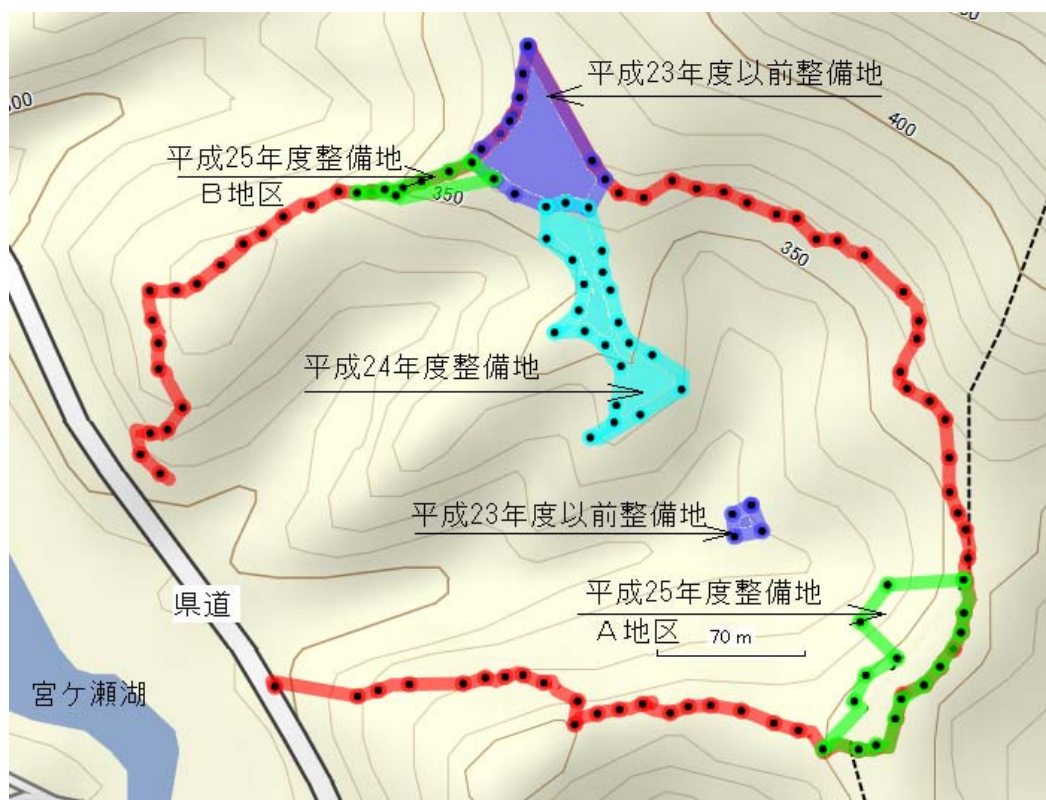 平成23年度以前整備地
400
平成25年度整備地
B地区
350
350
平成24年度整備地
平成23年度以前整備地
県道
平成25年度整備地
A地区
70 m
宮ケ瀬湖